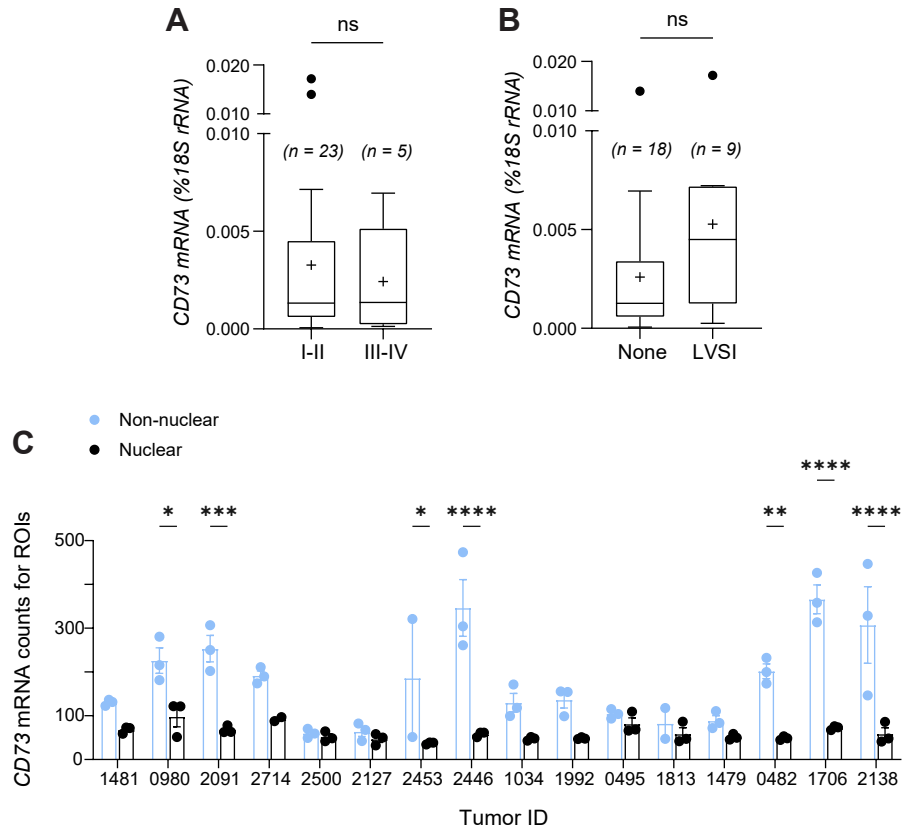 A
ns
CD73 mRNA (%18S rRNA)
0.020
0.010
0.010
0.005
0.000
(n = 23) (n = 5)
I-II III-IV
B
ns
CD73 mRNA (%18S rRNA)
0.020
0.010
0.010
0.005
0.000
(n = 18) (n = 9)
None LVSI
C
Non-nuclear
Nuclear
CD73 mRNA counts for ROIs
500
300
100
0
* *** * **** ** **** ****
1481 0980 2091 2714 2500 2127 2453 2446 1034 1992 0495 1813 1479 0482 1706 2138
Tumor ID